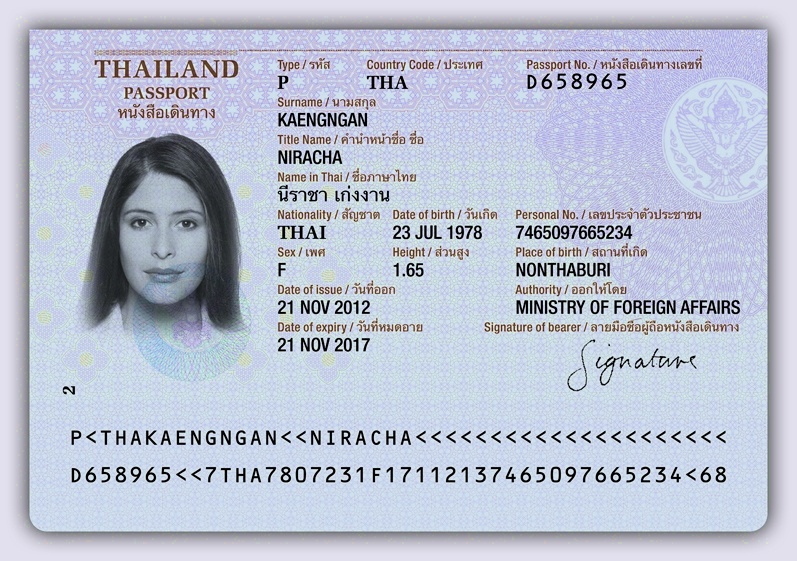 THAILAND
PASSPORT
หนังสือเดินทาง
Type / รหัส Country Code / ประเทศ Passport No. / หนังสือเดินทางเลขที่
P THA D658965
Surname / นามสกุล
KAENGNGAN
Title Name / คำนำหน้าชื่อ ชื่อ
NIRACHA
Name in Thai / ชื่อภาษาไทย
นีราชา เก่งงาน
Nationality / สัญชาต Date of birth / วันเกิด Personal No. / เลขประจำตัวประชาชน
THAI 23 JUL 1978 7465097665234
Sex / เพศ Height / ส่วนสูง Place of birth / สถานที่เกิด
F 1.65 NONTHABURI
Date of issue / วันที่ออก Authority / ออกให้โดย
21 NOV 2012 MINISTRY OF FOREIGN AFFAIRS
Date of expiry / วันที่หมดอายุ Signature of bearer / ลายมือชื่อผู้ถือหนังสือเดินทาง
21 NOV 2017
Signature
2
P<THAKAENGNGAN<<NIRACHA<<<<<<<<<<<<<<<<<<<<<
D658965<<7THA7807231F17112137465097665234<68